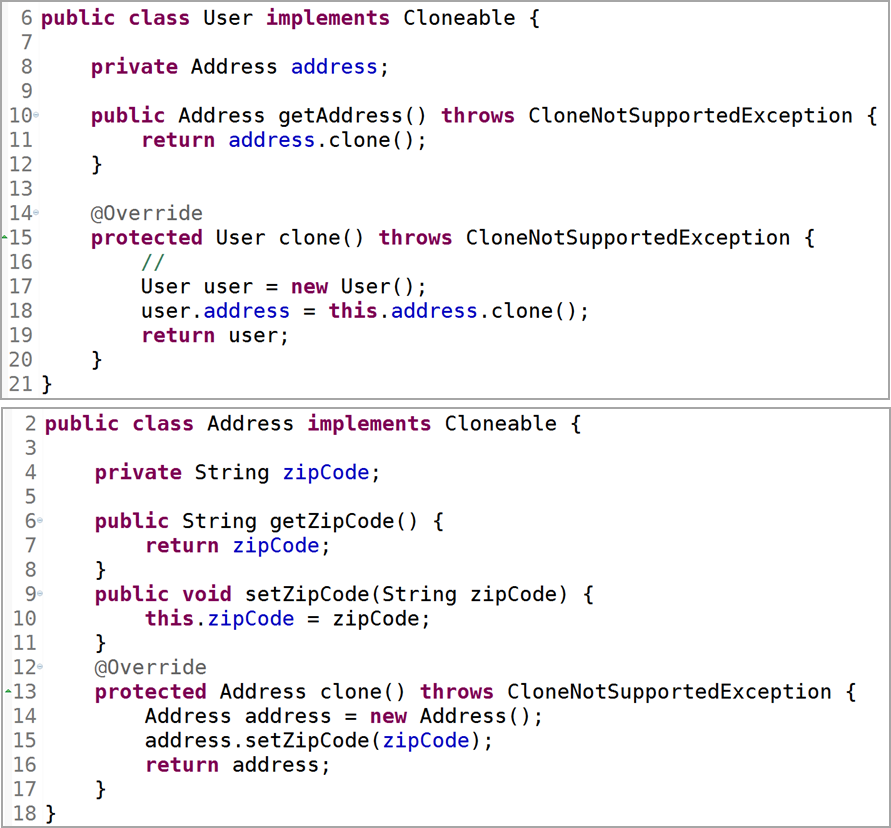 6 public class User implements Cloneable {
7
8     private Address address;
9
10     public Address getAddress() throws CloneNotSupportedException {
11         return address.clone();
12     }
13
14     @Override
15     protected User clone() throws CloneNotSupportedException {
16         //
17         User user = new User();
18         user.address = this.address.clone();
19         return user;
20     }
21 }
2 public class Address implements Cloneable {
3
4     private String zipCode;
5
6     public String getZipCode() {
7         return zipCode;
8     }
9     public void setZipCode(String zipCode) {
10         this.zipCode = zipCode;
11     }
12     @Override
13     protected Address clone() throws CloneNotSupportedException {
14         Address address = new Address();
15         address.setZipCode(zipCode);
16         return address;
17     }
18 }